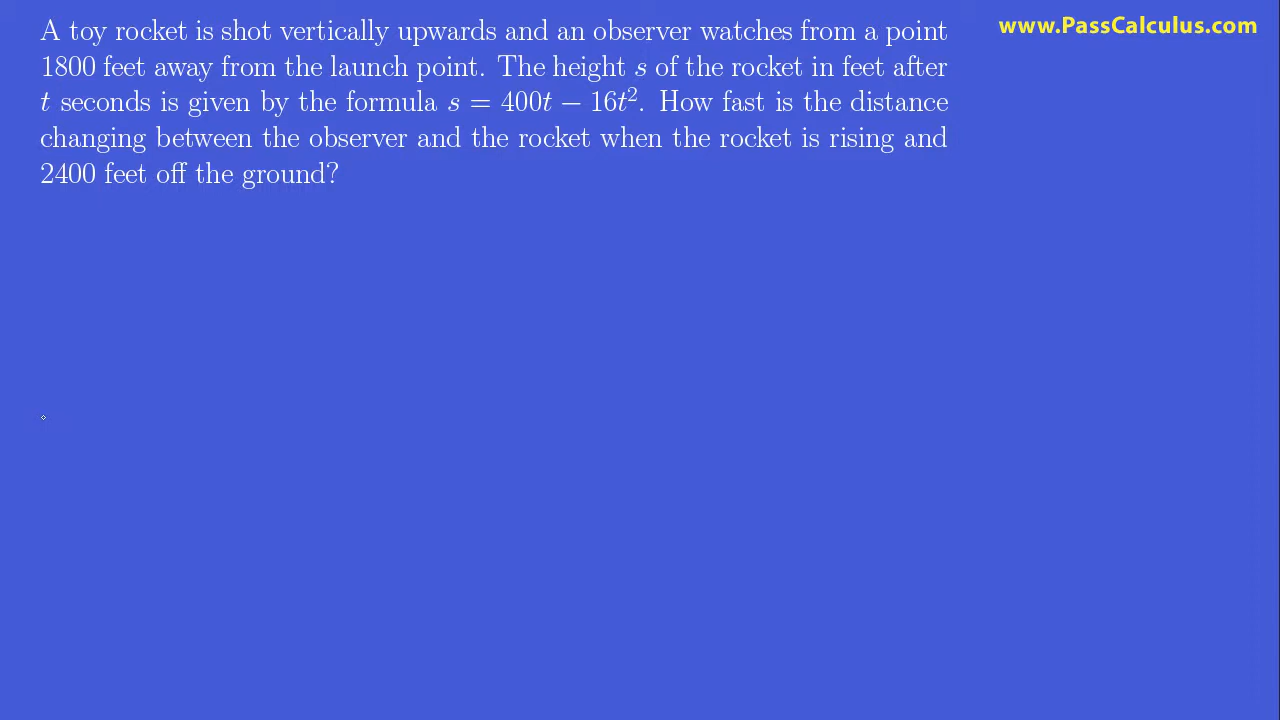 A toy rocket is shot vertically upwards and an observer watches from a point
1800 feet away from the launch point. The height s of the rocket in feet after
t seconds is given by the formula s = 400t − 16t². How fast is the distance
changing between the observer and the rocket when the rocket is rising and
2400 feet off the ground?
www.PassCalculus.com